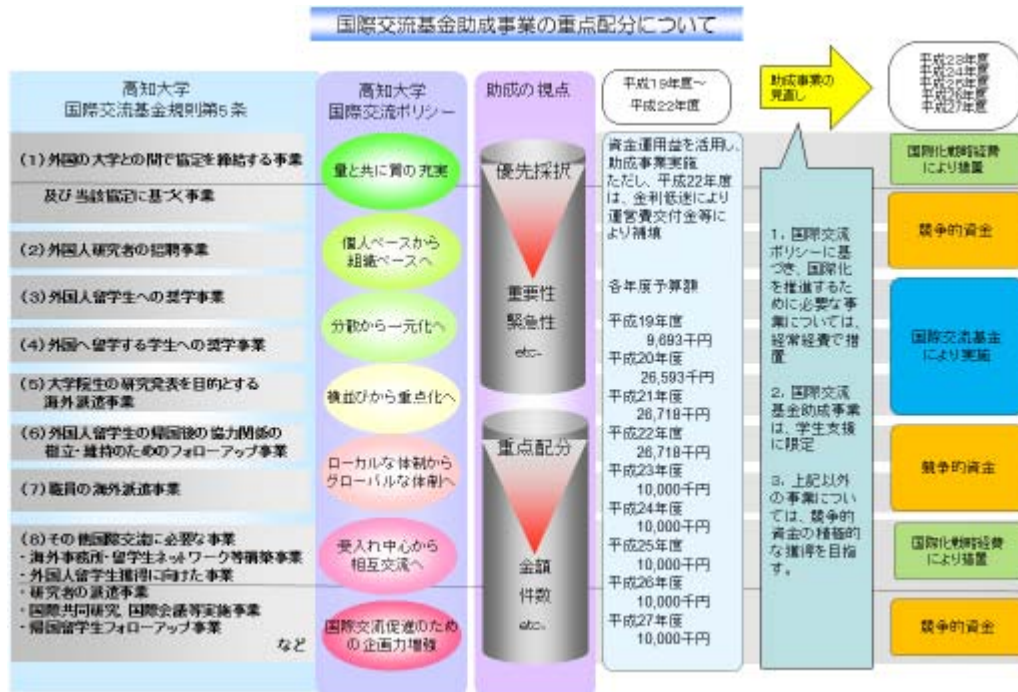 国際交流基金助成事業の重点配分について
高知大学
国際交流基金規則第5条
(1)外国の大学との間で協定を締結する事業
及び当該協定に基づく事業
(2)外国人研究者の招聘事業
(3)外国人留学生への奨学事業
(4)外国へ留学する学生への奨学事業
(5)大学院生の研究発表を目的とする
海外派遣事業
(6)外国人留学生の帰国後の協力関係の
樹立・維持のためのフォローアップ事業
(7)職員の海外派遣事業
(8)その他国際交流に必要な事業
・海外事務所・留学生ネットワーク等構築事業
・外国人留学生獲得に向けた事業
・研究者の派遣事業
・国際共同研究、国際会議等実施事業
・帰国留学生フォローアップ事業
など
高知大学
国際交流ポリシー
量と共に質の充実
個人ベースから
組織ベースへ
分散から一元化へ
横並びから重点化へ
ローカルな体制から
グローバルな体制へ
受入れ中心から
相互交流へ
国際交流促進のため
の企画力増強
助成の視点
優先採択
重要性
緊急性
etc.
重点配分
金額
件数
etc.
平成19年度~
平成22年度
資金運用益を活用し、
助成事業実施
ただし、平成22年度
は、金利低迷により
運営費交付金等に
より補填
各年度予算額
平成19年度
9,693千円
平成20年度
26,593千円
平成21年度
26,718千円
平成22年度
26,718千円
平成23年度
10,000千円
平成24年度
10,000千円
平成25年度
10,000千円
平成26年度
10,000千円
平成27年度
10,000千円
助成事業の
見直し
1．国際交流
ポリシーに基
づき、国際化
を推進するた
めに必要な事
業については、
経常経費で措
置
2．国際交流
基金助成事業
は、学生支援
に限定
3．上記以外
の事業につい
ては、競争的
資金の積極的
な獲得を目指
す。
平成23年度
平成24年度
平成25年度
平成26年度
平成27年度
国際化戦略経費
により措置
競争的資金
国際交流基金
により実施
競争的資金
国際化戦略経費
により措置
競争的資金